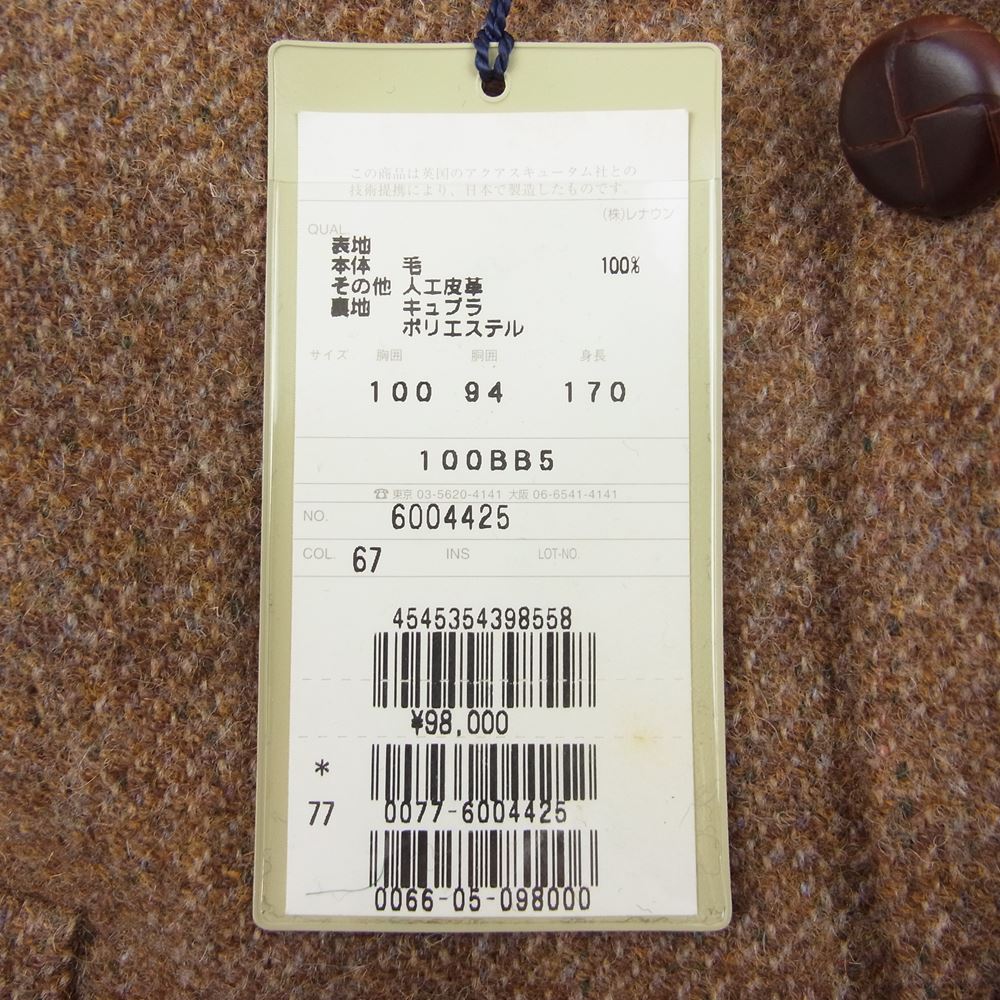 この商品は英国のアクアスキュータム社との
技術提携により、日本で製造したものです。
(株)レナウン
QUAL.
表地
本体 毛 100%
その他 人工皮革
裏地 キュプラ
ポリエステル
サイズ 胸囲 胴囲 身長
100 94 170
100BB5
☎ 東京 03-5620-4141 大阪 06-6541-4141
NO. 6004425
COL. 67 INS LOT-NO.
4545354398558
¥98,000
*
77 0077-6004425
0066-05-098000